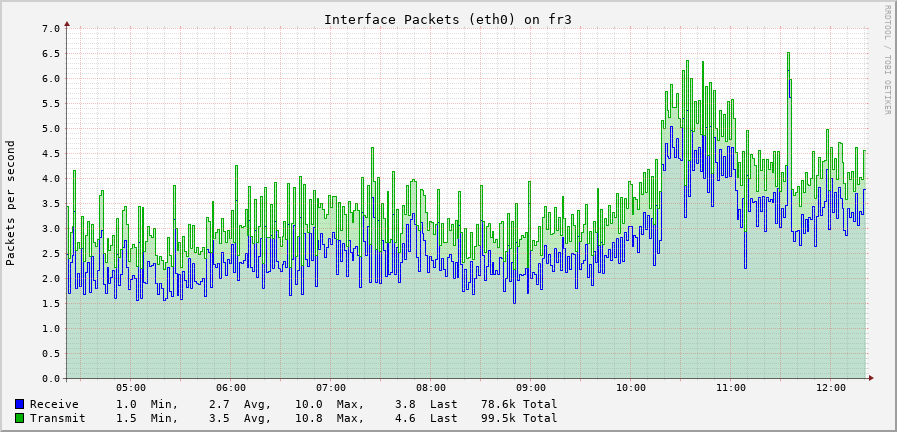 Interface Packets (eth0) on fr3
RRDTOOL / TOBI OETIKER
Packets per second
7.0
6.5
6.0
5.5
5.0
4.5
4.0
3.5
3.0
2.5
2.0
1.5
1.0
0.5
0.0
05:00 06:00 07:00 08:00 09:00 10:00 11:00 12:00
Receive 1.0 Min, 2.7 Avg, 10.0 Max, 3.8 Last 78.6k Total
Transmit 1.5 Min, 3.5 Avg, 10.8 Max, 4.6 Last 99.5k Total